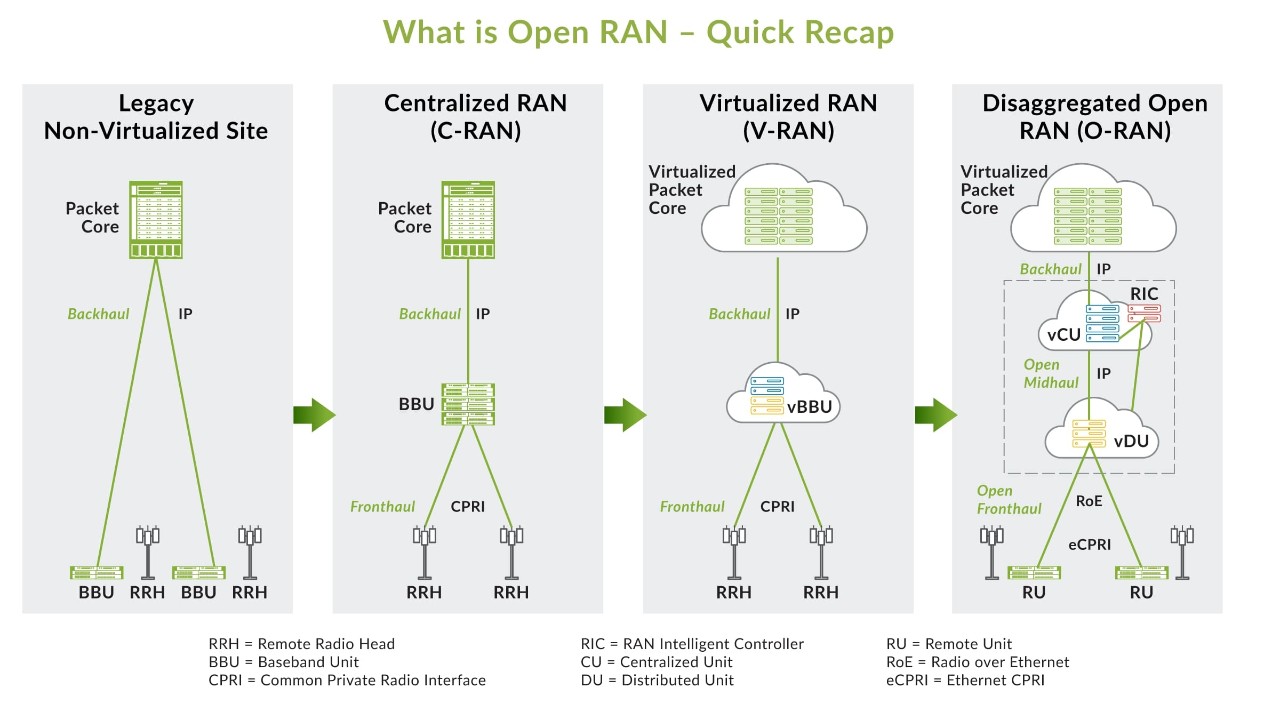 What is Open RAN – Quick Recap
Legacy
Non-Virtualized Site
Packet
Core
Backhaul
IP
BBU
RRH
BBU
RRH
Centralized RAN
(C-RAN)
Packet
Core
Backhaul
IP
BBU
Fronthaul
CPRI
RRH
RRH
Virtualized RAN
(V-RAN)
Virtualized
Packet
Core
Backhaul
IP
vBBU
Fronthaul
CPRI
RRH
RRH
Disaggregated Open
RAN (O-RAN)
Virtualized
Packet
Core
Backhaul
IP
RIC
vCU
Open
Midhaul
IP
vDU
Open
Fronthaul
RoE
eCPRI
RU
RU
RRH = Remote Radio Head
BBU = Baseband Unit
CPRI = Common Private Radio Interface
RIC = RAN Intelligent Controller
CU = Centralized Unit
DU = Distributed Unit
RU = Remote Unit
RoE = Radio over Ethernet
eCPRI = Ethernet CPRI